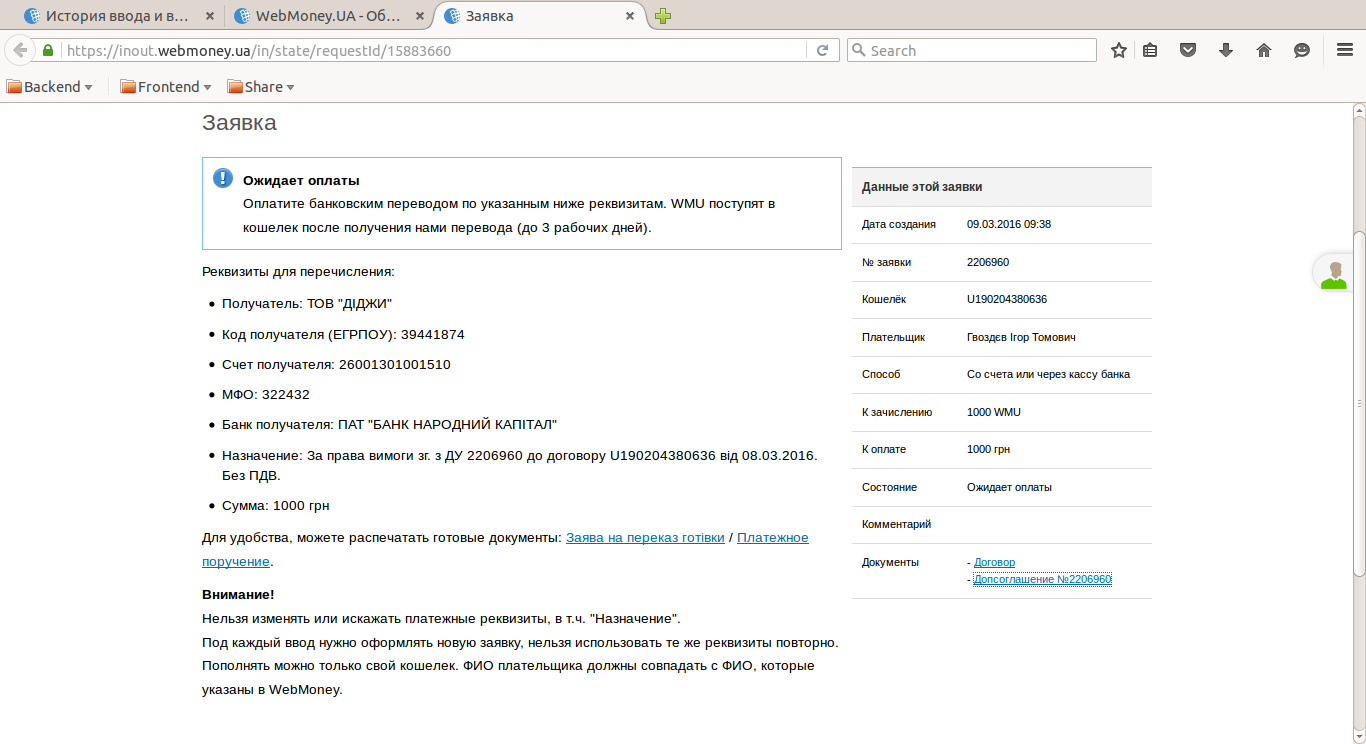 История ввода и в...
WebMoney.UA - Об...
Заявка
https://inout.webmoney.ua/in/state/requestId/15883660
Search
Backend
Frontend
Share
Заявка
Ожидает оплаты
Оплатите банковским переводом по указанным ниже реквизитам. WMU поступят в
кошелек после получения нами перевода (до 3 рабочих дней).
Реквизиты для перечисления:
Получатель: ТОВ "ДІДЖИ"
Код получателя (ЕГРПОУ): 39441874
Счет получателя: 26001301001510
МФО: 322432
Банк получателя: ПАТ "БАНК НАРОДНИЙ КАПІТАЛ"
Назначение: За права вимоги зг. з ДУ 2206960 до договору U190204380636 від 08.03.2016.
Без ПДВ.
Сумма: 1000 грн
Для удобства, можете распечатать готовые документы: Заява на переказ готівки / Платежное
поручение.
Внимание!
Нельзя изменять или искажать платежные реквизиты, в т.ч. "Назначение".
Под каждый ввод нужно оформлять новую заявку, нельзя использовать те же реквизиты повторно.
Пополнять можно только свой кошелек. ФИО плательщика должны совпадать с ФИО, которые
указаны в WebMoney.
Данные этой заявки
Дата создания 09.03.2016 09:38
№ заявки 2206960
Кошелёк U190204380636
Плательщик Гвоздєв Ігор Томович
Способ Со счета или через кассу банка
К зачислению 1000 WMU
К оплате 1000 грн
Состояние Ожидает оплаты
Комментарий
Документы - Договор
- Допсоглашение №2206960